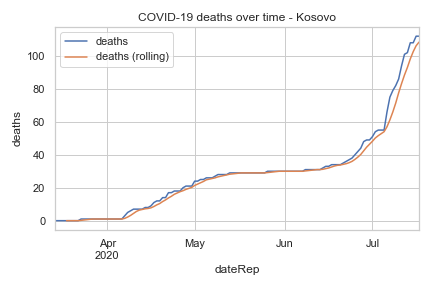 COVID-19 deaths over time - Kosovo
deaths
deaths (rolling)
deaths
100
80
60
40
20
0
Apr
2020
May
Jun
Jul
dateRep